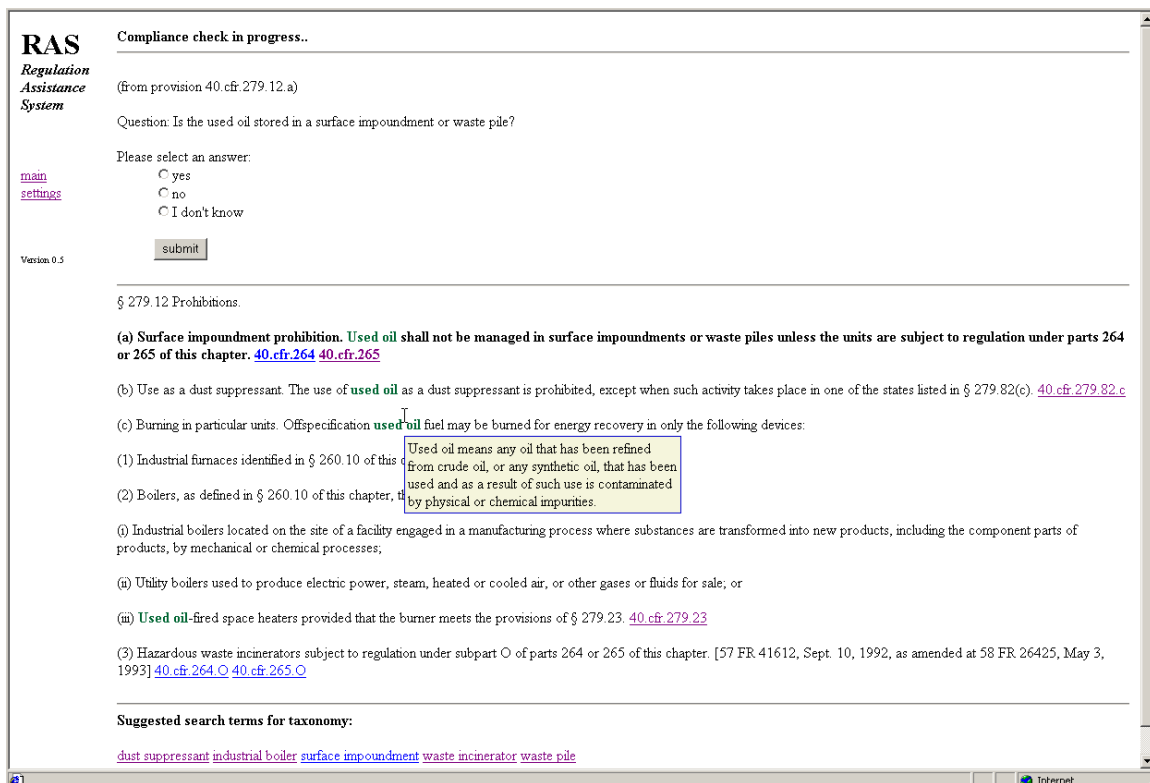 RAS
Regulation
Assistance
System
main
settings
Version 0.5
Compliance check in progress..
(from provision 40.cfr.279.12.a)
Question: Is the used oil stored in a surface impoundment or waste pile?
Please select an answer:
yes
no
I don't know
submit
§ 279.12 Prohibitions.
(a) Surface impoundment prohibition. Used oil shall not be managed in surface impoundments or waste piles unless the units are subject to regulation under parts 264
or 265 of this chapter. 40.cfr.264 40.cfr.265
(b) Use as a dust suppressant. The use of used oil as a dust suppressant is prohibited, except when such activity takes place in one of the states listed in § 279.82(c). 40.cfr.279.82.c
(c) Burning in particular units. Offspecification used oil fuel may be burned for energy recovery in only the following devices:
(1) Industrial furnaces identified in § 260.10 of this
(2) Boilers, as defined in § 260.10 of this chapter,
Used oil means any oil that has been refined
from crude oil, or any synthetic oil, that has been
used and as a result of such use is contaminated
by physical or chemical impurities.
(i) Industrial boilers located on the site of a facility engaged in a manufacturing process where substances are transformed into new products, including the component parts of
products, by mechanical or chemical processes;
(ii) Utility boilers used to produce electric power, steam, heated or cooled air, or other gases or fluids for sale; or
(iii) Used oil-fired space heaters provided that the burner meets the provisions of § 279.23. 40.cfr.279.23
(3) Hazardous waste incinerators subject to regulation under subpart O of parts 264 or 265 of this chapter. [57 FR 41612, Sept. 10, 1992, as amended at 58 FR 26425, May 3,
1993] 40.cfr.264.O 40.cfr.265.O
Suggested search terms for taxonomy:
dust suppressant industrial boiler surface impoundment waste incinerator waste pile
Internet